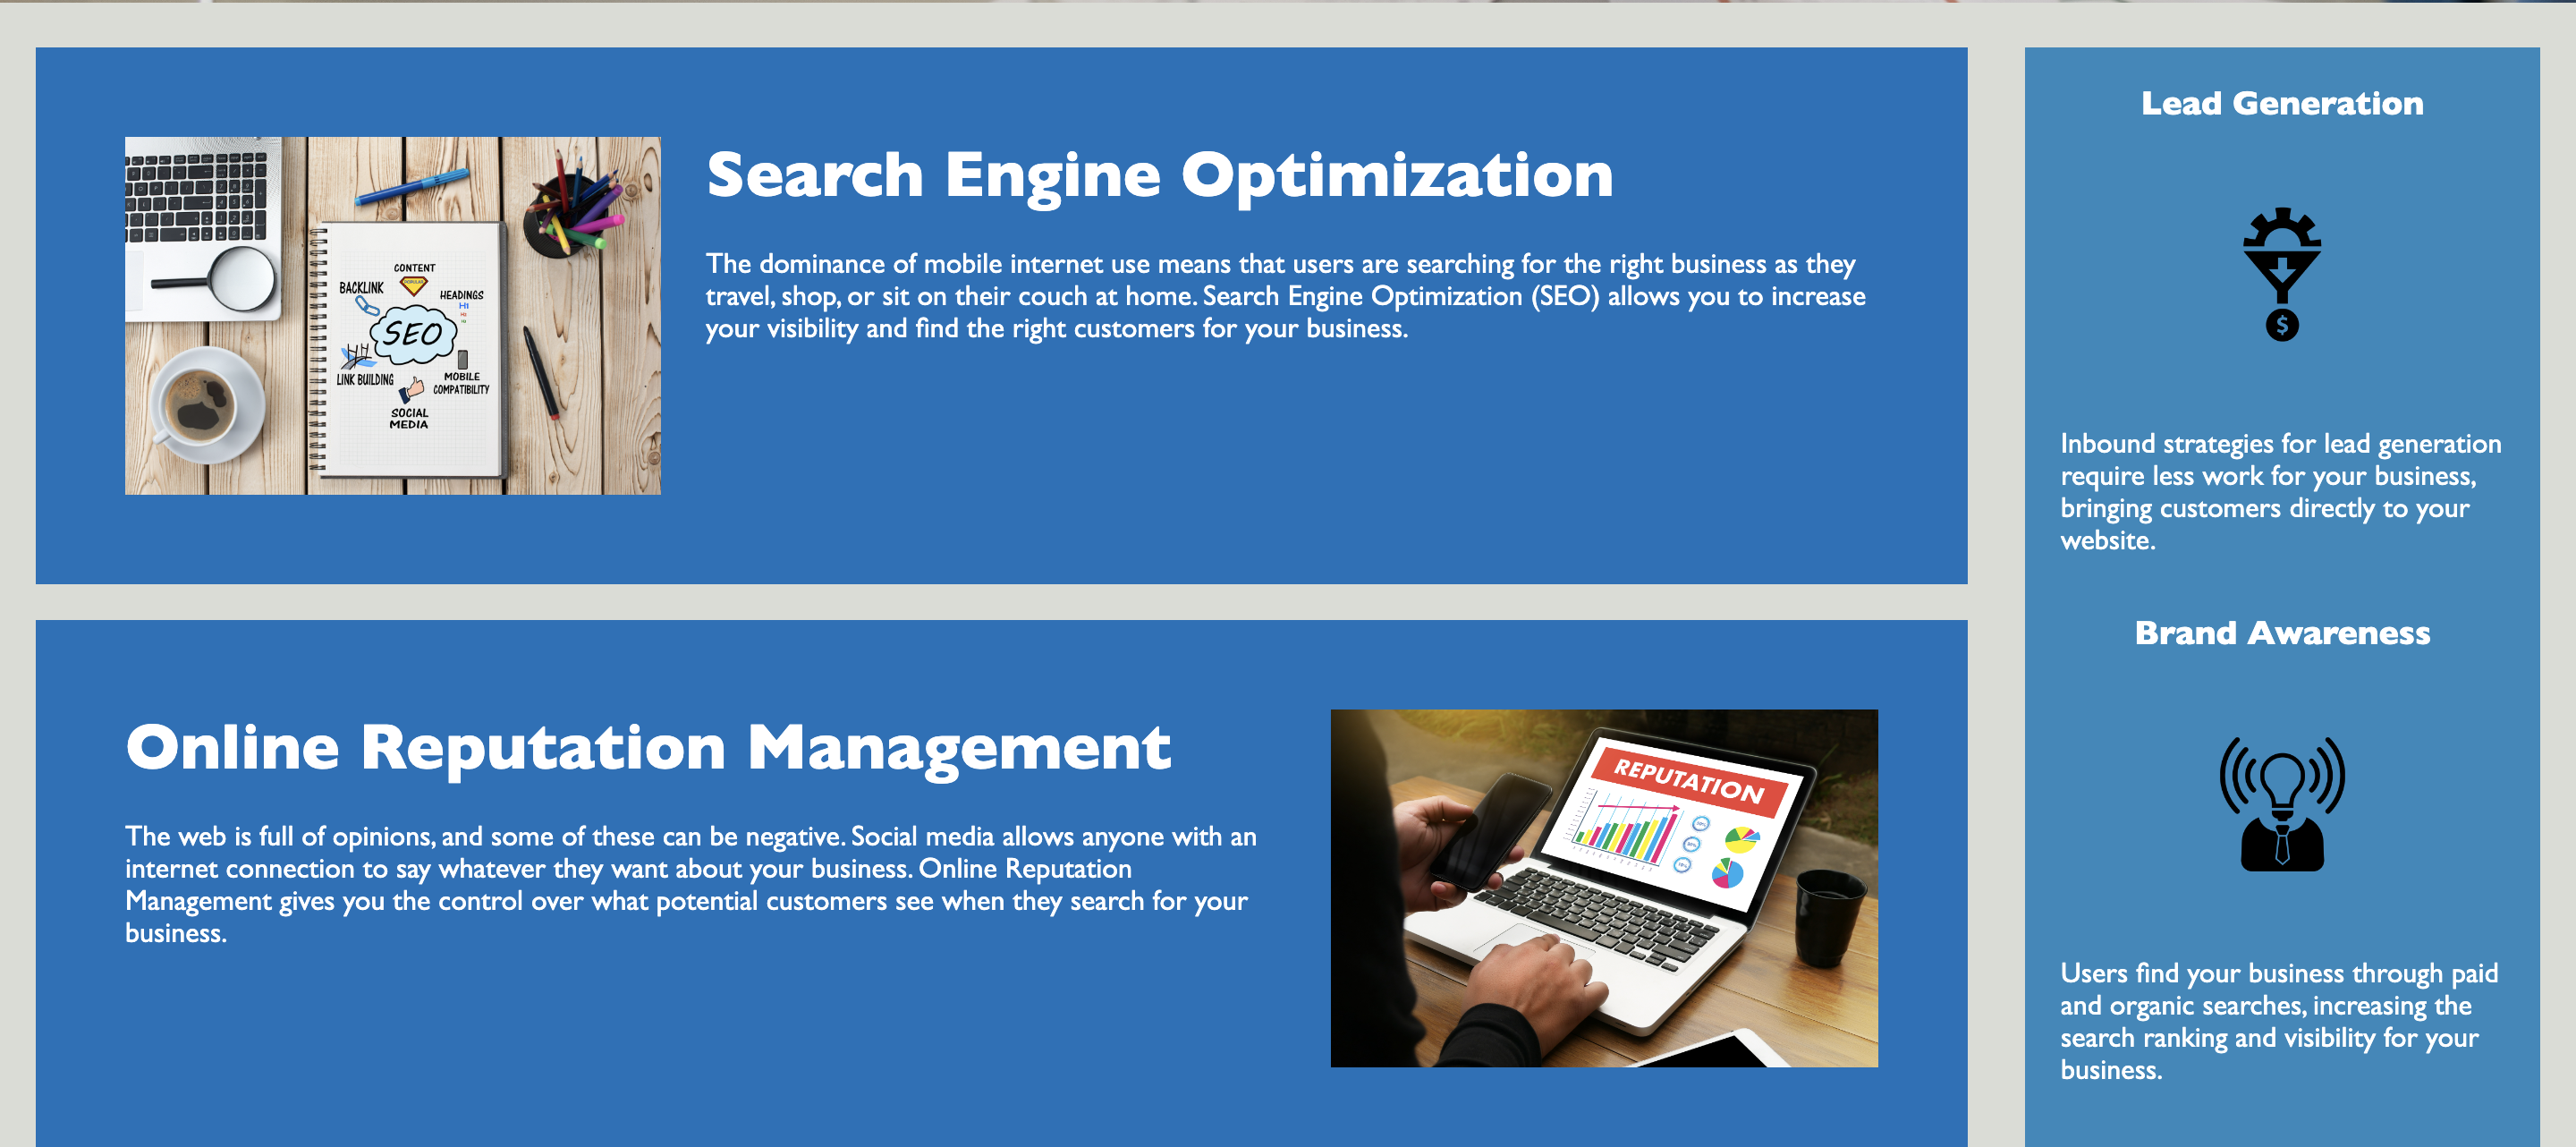 Search Engine Optimization
The dominance of mobile internet use means that users are searching for the right business as they
travel, shop, or sit on their couch at home. Search Engine Optimization (SEO) allows you to increase
your visibility and find the right customers for your business.
CONTENT
BACKLINK
HEADINGS
H1
SEO
LINK BUILDING
MOBILE
COMPATIBILITY
SOCIAL
MEDIA
Online Reputation Management
The web is full of opinions, and some of these can be negative. Social media allows anyone with an
internet connection to say whatever they want about your business. Online Reputation
Management gives you the control over what potential customers see when they search for your
business.
REPUTATION
Lead Generation
$
Inbound strategies for lead generation
require less work for your business,
bringing customers directly to your
website.
Brand Awareness
Users find your business through paid
and organic searches, increasing the
search ranking and visibility for your
business.